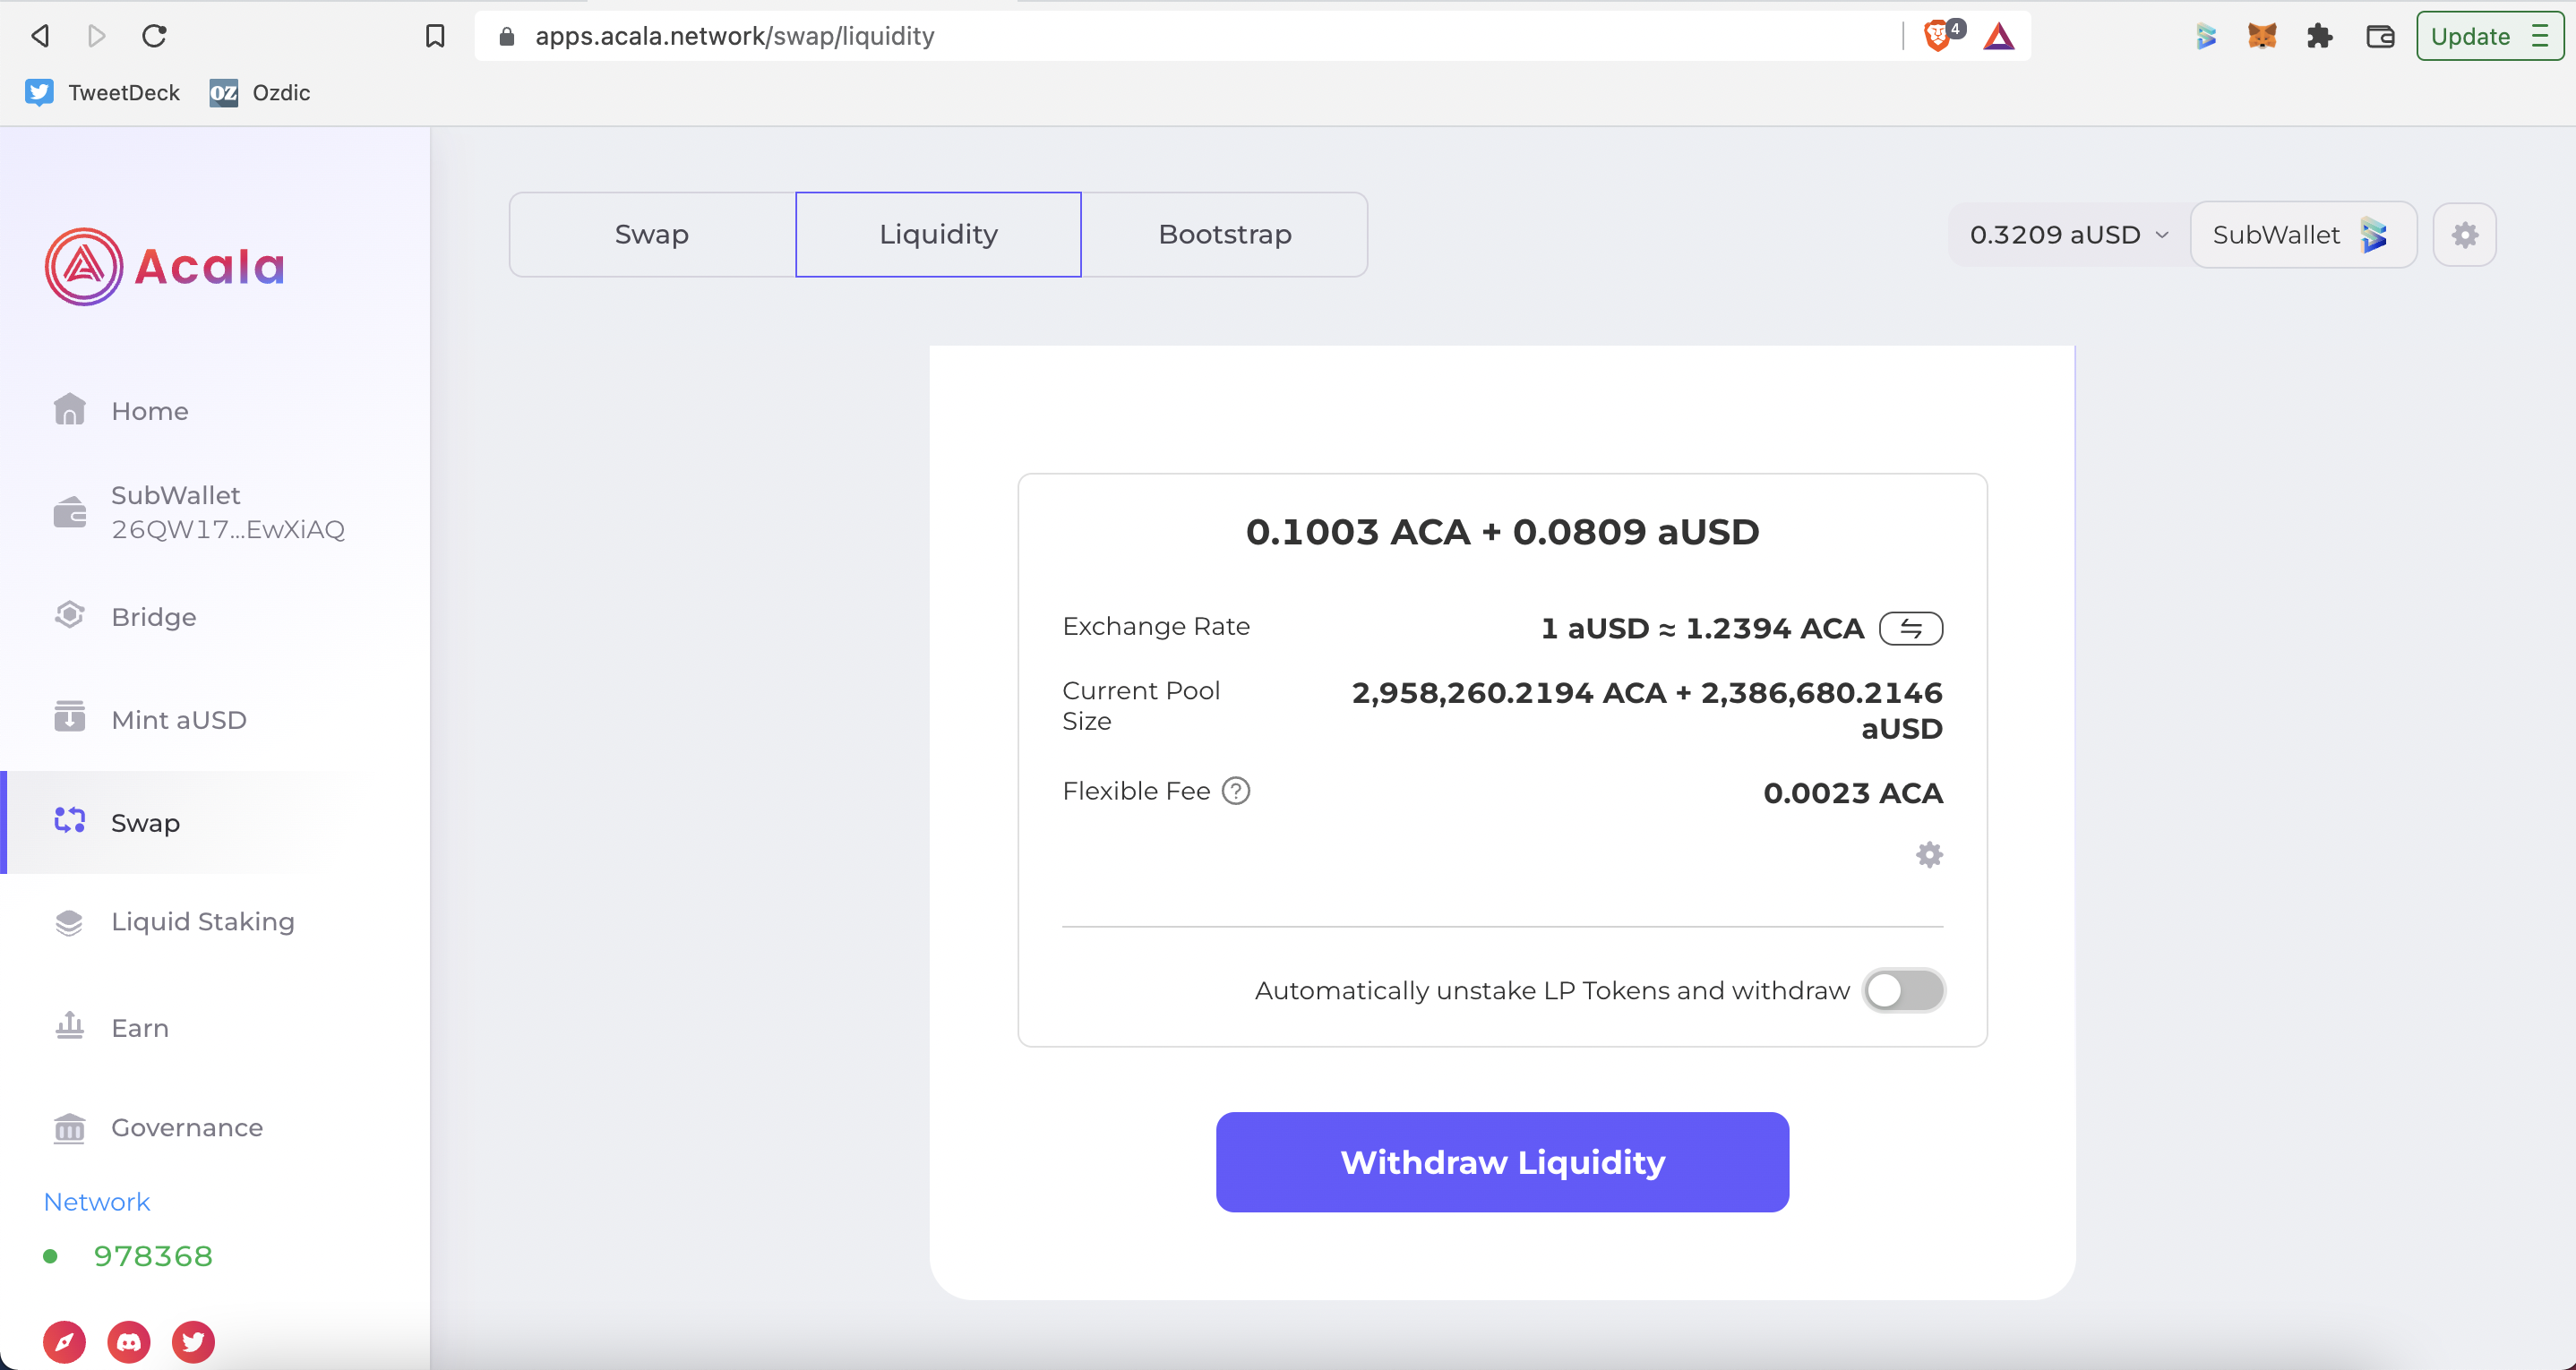 apps.acala.network/swap/liquidity
4
Update
TweetDeck
OZ
Ozdic
Acala
Home
SubWallet
26QW17...EwXiAQ
Bridge
Mint aUSD
Swap
Liquid Staking
Earn
Governance
Network
978368
Swap
Liquidity
Bootstrap
0.3209 aUSD
SubWallet
0.1003 ACA + 0.0809 aUSD
Exchange Rate
1 aUSD ≈ 1.2394 ACA
Current Pool
Size
2,958,260.2194 ACA + 2,386,680.2146
aUSD
Flexible Fee ?
0.0023 ACA
Automatically unstake LP Tokens and withdraw
Withdraw Liquidity